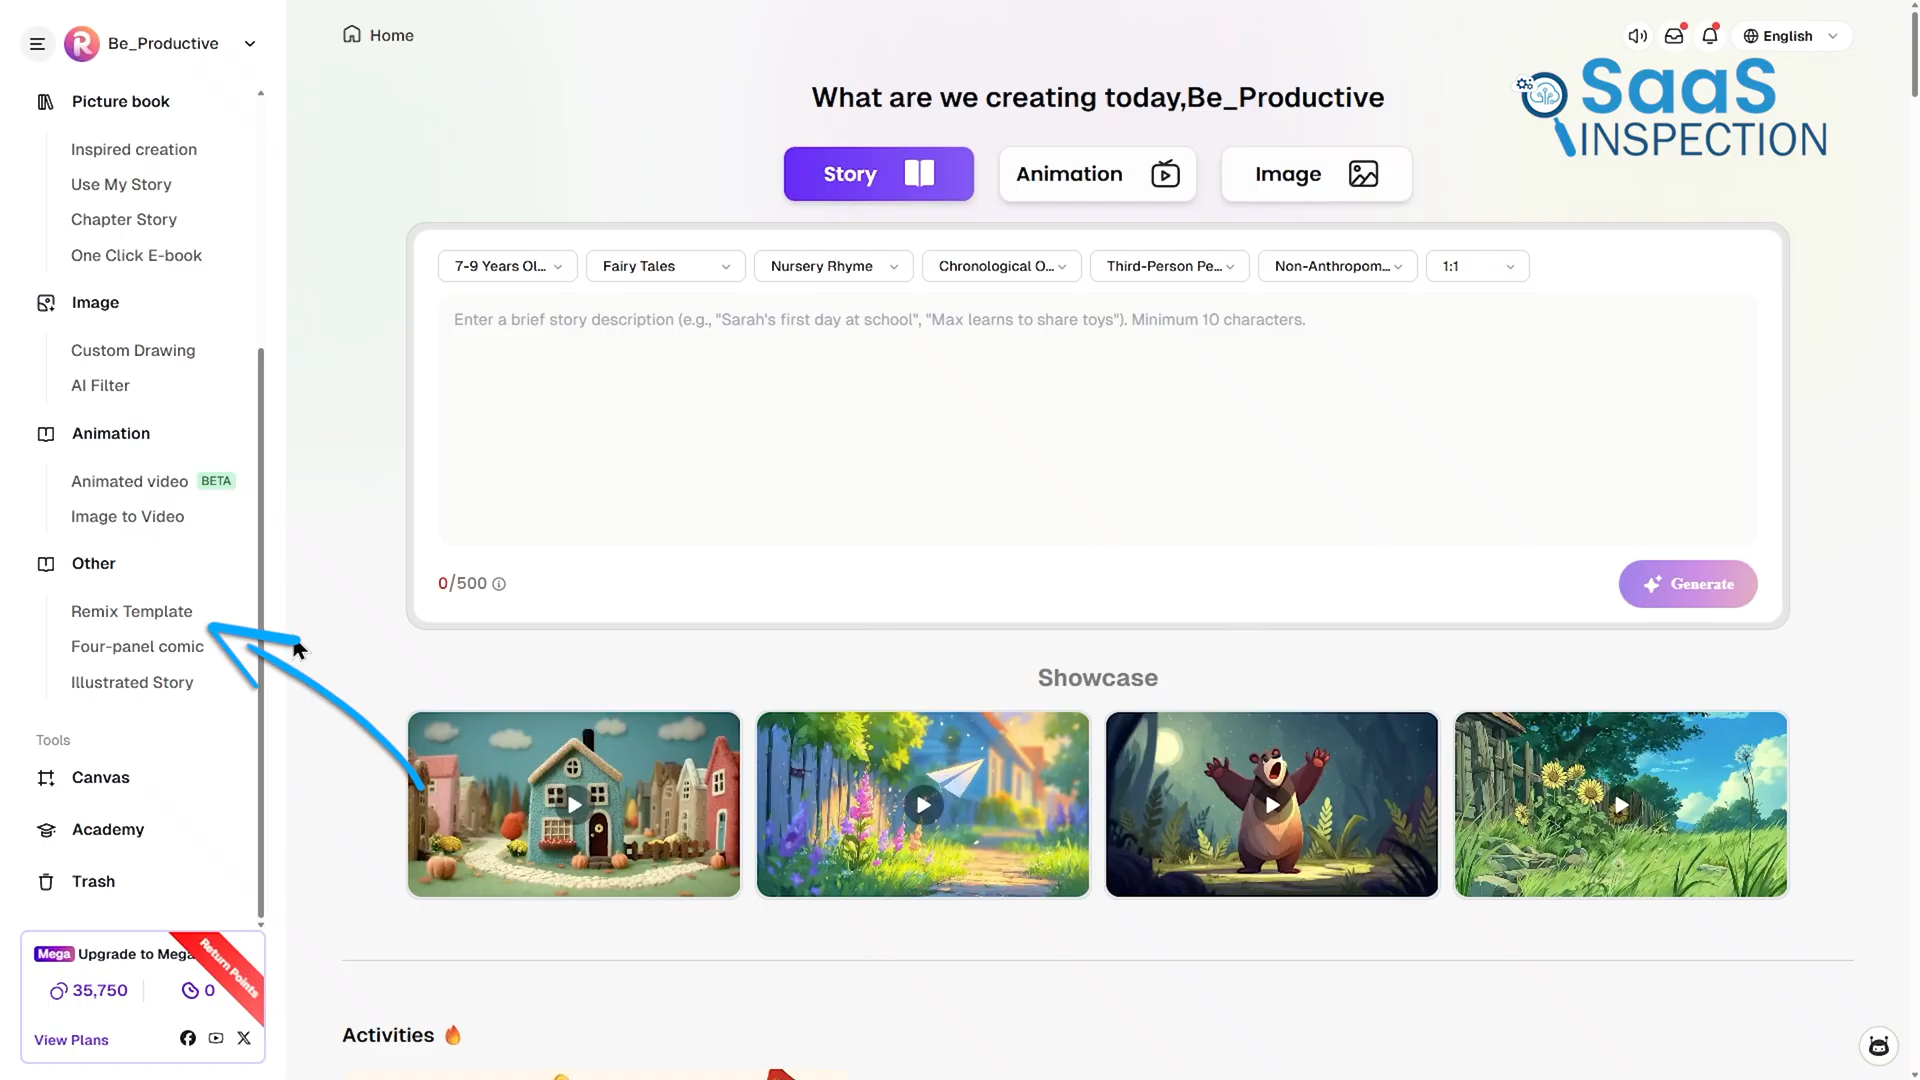 Be_Productive
Picture book
Inspired creation
Use My Story
Chapter Story
One Click E-book
Image
Custom Drawing
AI Filter
Animation
Animated video BETA
Image to Video
Other
Remix Template
Four-panel comic
Illustrated Story
Tools
Canvas
Academy
Trash
Mega Upgrade to Mega
Return Points
35,750 0
View Plans
Home
English
SaaS
INSPECTION
What are we creating today,Be_Productive
Story Animation Image
7-9 Years Ol... Fairy Tales Nursery Rhyme Chronological O... Third-Person Pe... Non-Anthropom... 1:1
Enter a brief story description (e.g., "Sarah's first day at school", "Max learns to share toys"). Minimum 10 characters.
0/500
Generate
Showcase
Activities